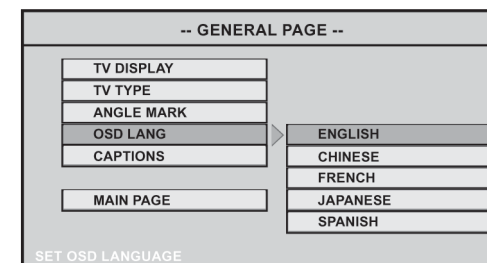 -- GENERAL PAGE --
TV DISPLAY
TV TYPE
ANGLE MARK
OSD LANG
CAPTIONS
MAIN PAGE
ENGLISH
CHINESE
FRENCH
JAPANESE
SPANISH
SET OSD LANGUAGE